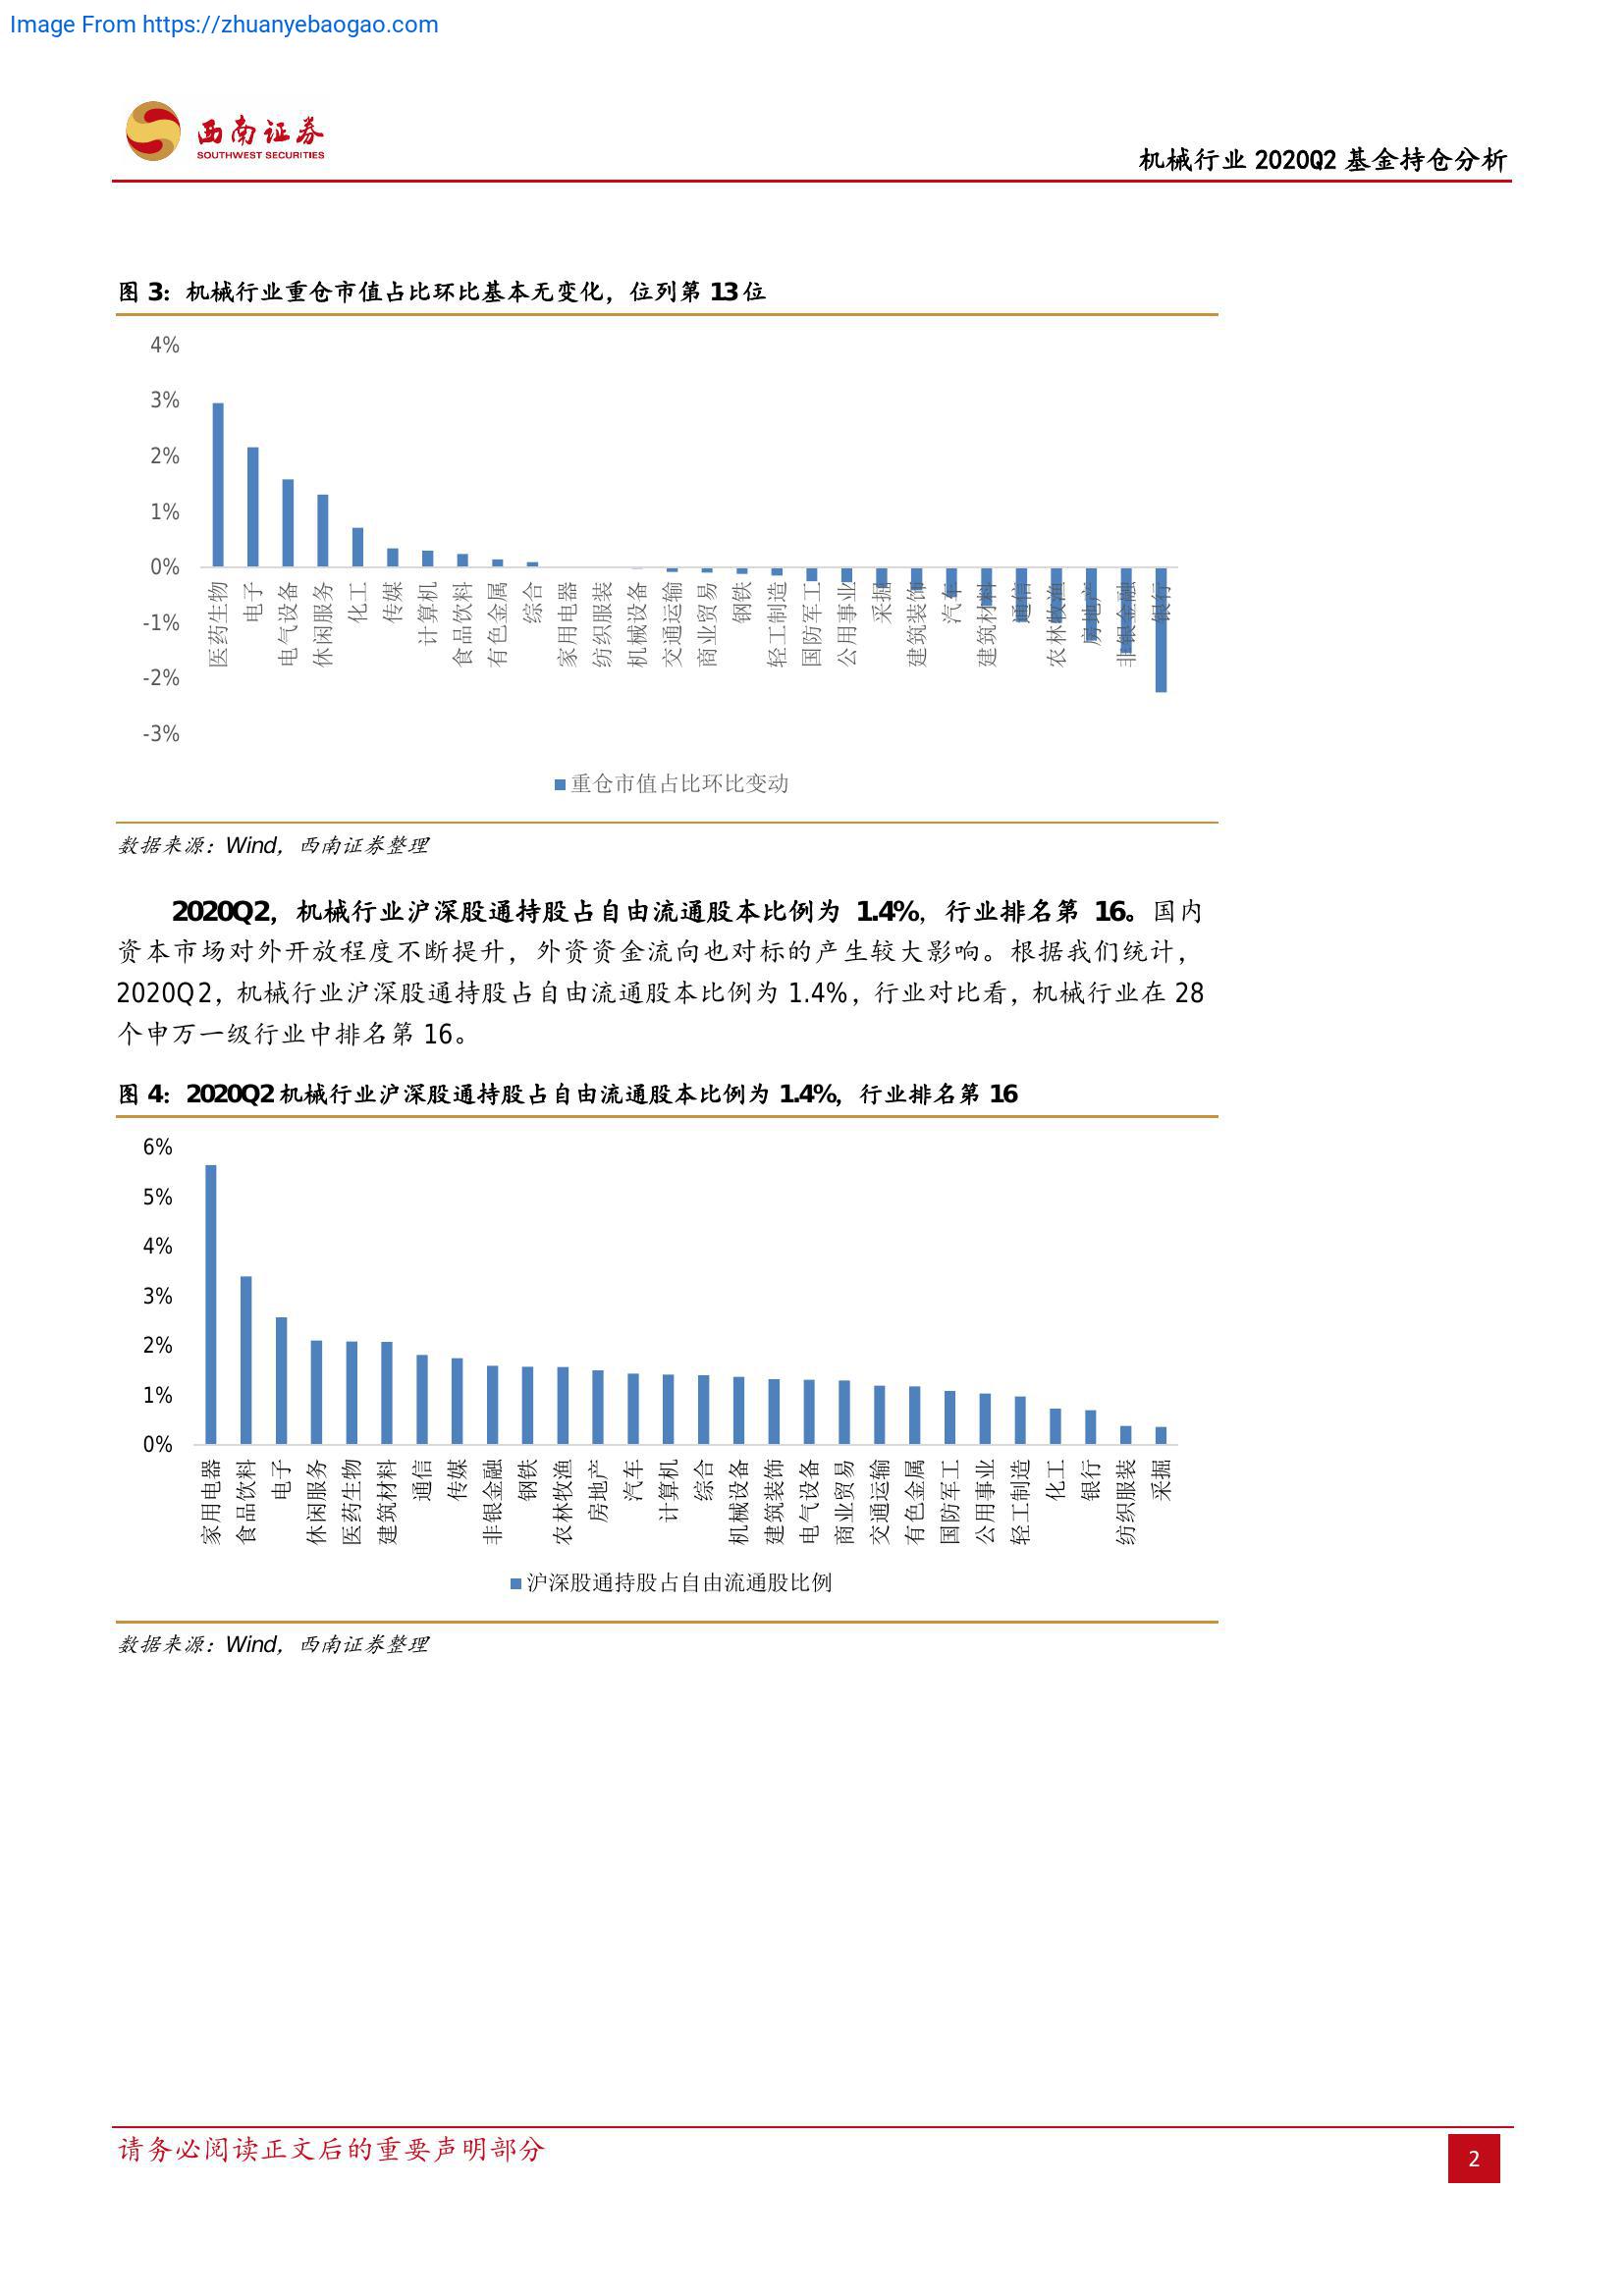 Image From https://zhuanyebaogao.com
西南证券
SOUTHWEST SECURITIES
机械行业 2020Q2 基金持仓分析
图 3：机械行业重仓市值占比环比基本无变化，位列第 13 位
4%
3%
2%
1%
0%
-1%
-2%
-3%
医药生物
电子
电气设备
休闲服务
化工
传媒
计算机
食品饮料
有色金属
综合
家用电器
纺织服装
机械设备
交通运输
商业贸易
钢铁
轻工制造
国防军工
公用事业
采掘
建筑装饰
汽车
建筑材料
通信
农林牧渔
房地产
非银金融
银行
重仓市值占比环比变动
数据来源：Wind，西南证券整理
2020Q2，机械行业沪深股通持股占自由流通股本比例为 1.4%，行业排名第 16。国内
资本市场对外开放程度不断提升，外资资金流向也对标的产生较大影响。根据我们统计，
2020Q2，机械行业沪深股通持股占自由流通股本比例为 1.4%，行业对比看，机械行业在 28
个申万一级行业中排名第 16。
图 4：2020Q2 机械行业沪深股通持股占自由流通股本比例为 1.4%，行业排名第 16
6%
5%
4%
3%
2%
1%
0%
家用电器
食品饮料
电子
休闲服务
医药生物
建筑材料
通信
传媒
非银金融
钢铁
农林牧渔
房地产
汽车
计算机
综合
机械设备
建筑装饰
电气设备
商业贸易
交通运输
有色金属
国防军工
公用事业
轻工制造
化工
银行
纺织服装
采掘
沪深股通持股占自由流通股比例
数据来源：Wind，西南证券整理
请务必阅读正文后的重要声明部分
2